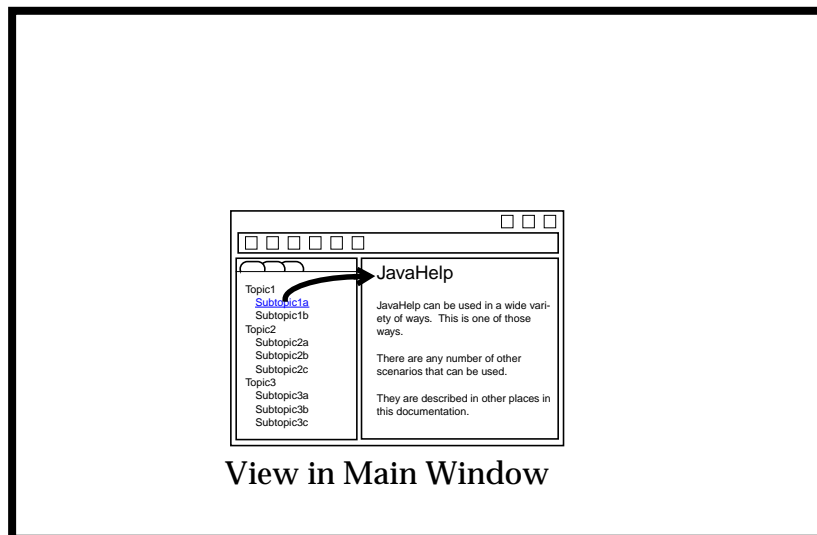 Topic1
Subtopic1a
Subtopic1b
Topic2
Subtopic2a
Subtopic2b
Subtopic2c
Topic3
Subtopic3a
Subtopic3b
Subtopic3c
JavaHelp
JavaHelp can be used in a wide vari-
ety of ways. This is one of those
ways.
There are any number of other
scenarios that can be used.
They are described in other places in
this documentation.
View in Main Window